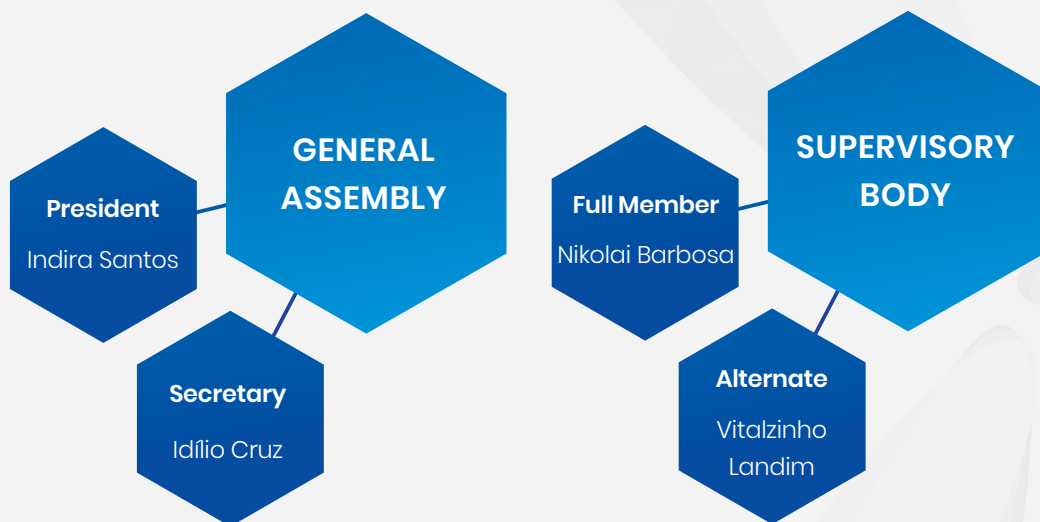 GENERAL
ASSEMBLY
President
Indira Santos
Secretary
Idílio Cruz
SUPERVISORY
BODY
Full Member
Nikolai Barbosa
Alternate
Vitalzinho
Landim